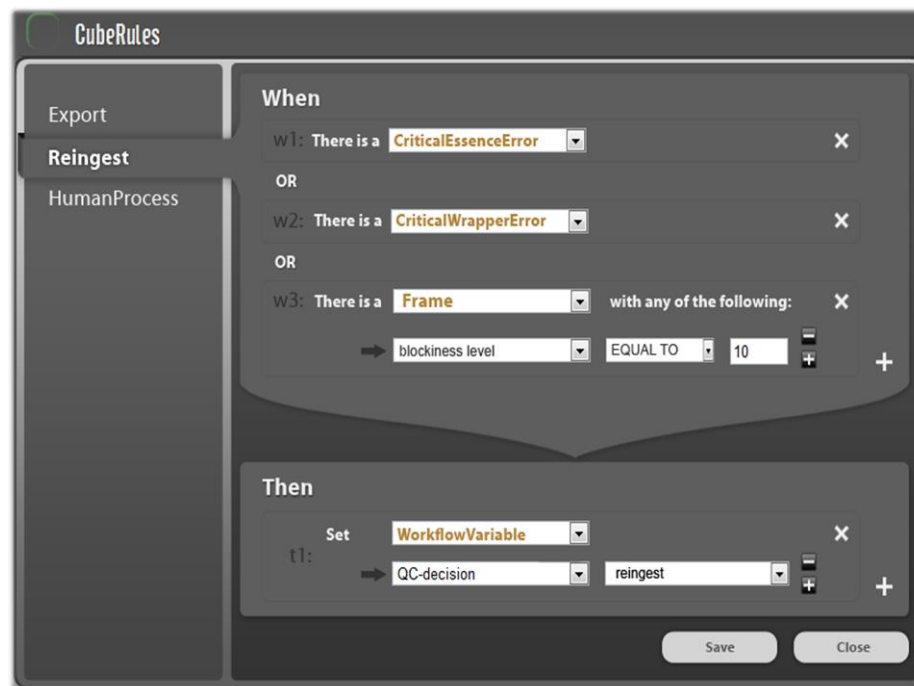 CubeRules
Export
Reingest
HumanProcess
When
w1: There is a CriticalEssenceError
OR
w2: There is a CriticalWrapperError
OR
w3: There is a Frame with any of the following:
blockiness level EQUAL TO 10
Then
Set WorkflowVariable
t1:
QC-decision reingest
Save Close